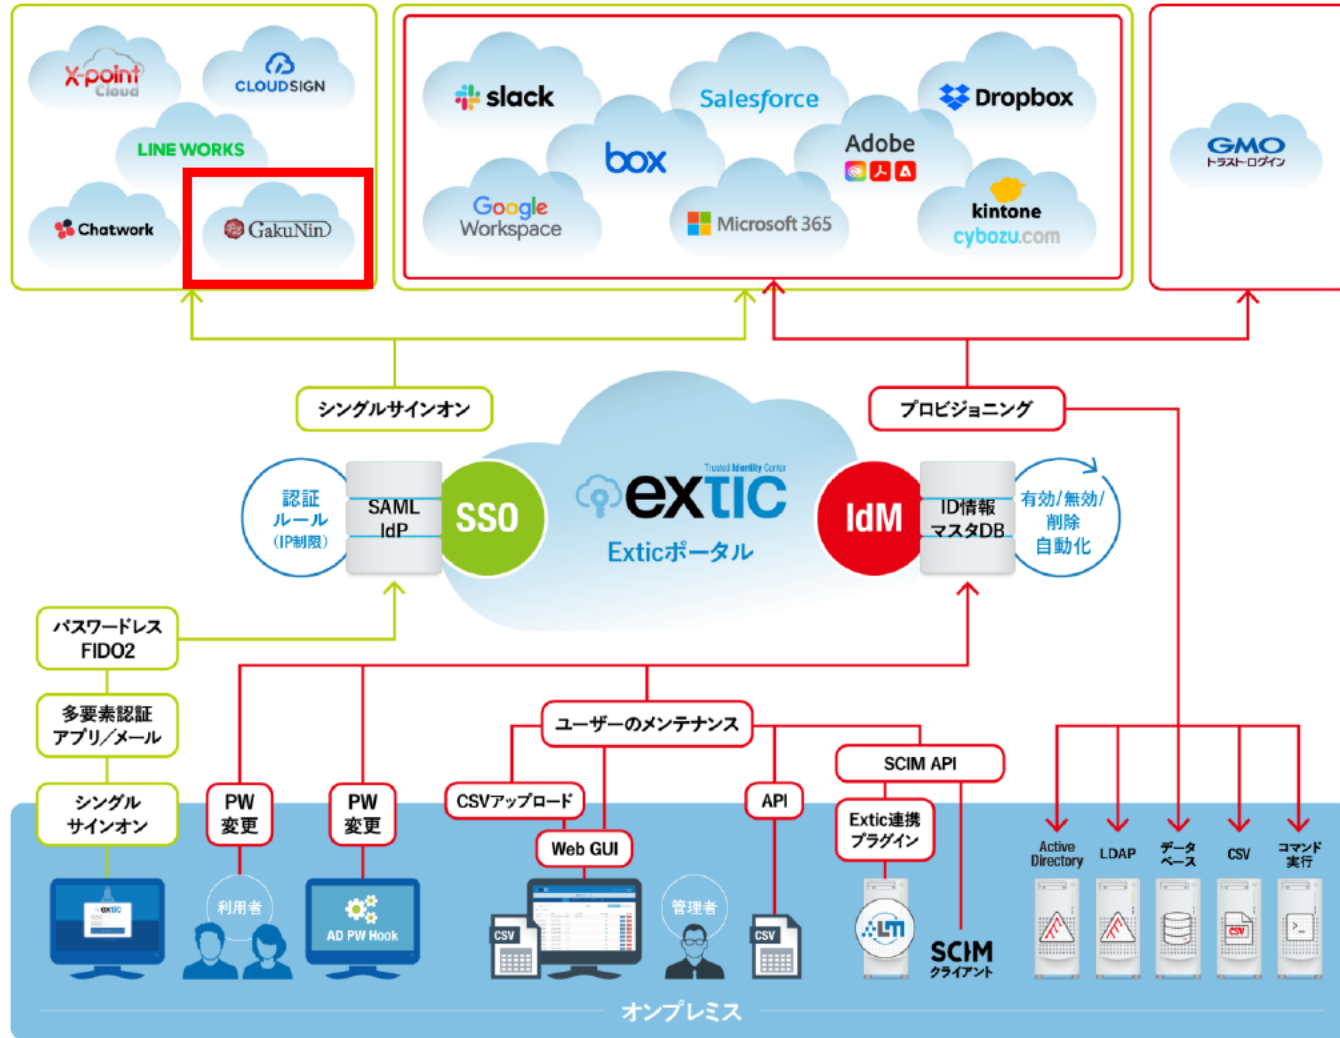 X-point
Cloud
CLOUDSIGN
LINE WORKS
Chatwork
GakuNin
slack
Salesforce
Dropbox
box
Adobe
Google
Workspace
Microsoft 365
kintone
cybozu.com
GMO
トラスト・ログイン
シングルサインオン
プロビジョニング
認証
ルール
(IP制限)
SAML
IdP
SSO
Trusted Identity Center
extic
Exticポータル
IdM
ID情報
マスタDB
有効/無効/
削除
自動化
パスワードレス
FIDO2
多要素認証
アプリ/メール
シングル
サインオン
PW
変更
PW
変更
ユーザーのメンテナンス
CSVアップロード
Web GUI
API
SCIM API
Extic連携
プラグイン
Active
Directory
LDAP
データ
ベース
CSV
コマンド
実行
extic
利用者
AD PW Hook
CSV
管理者
CSV
LM
SCIM
クライアント
CSV
>_
オンプレミス